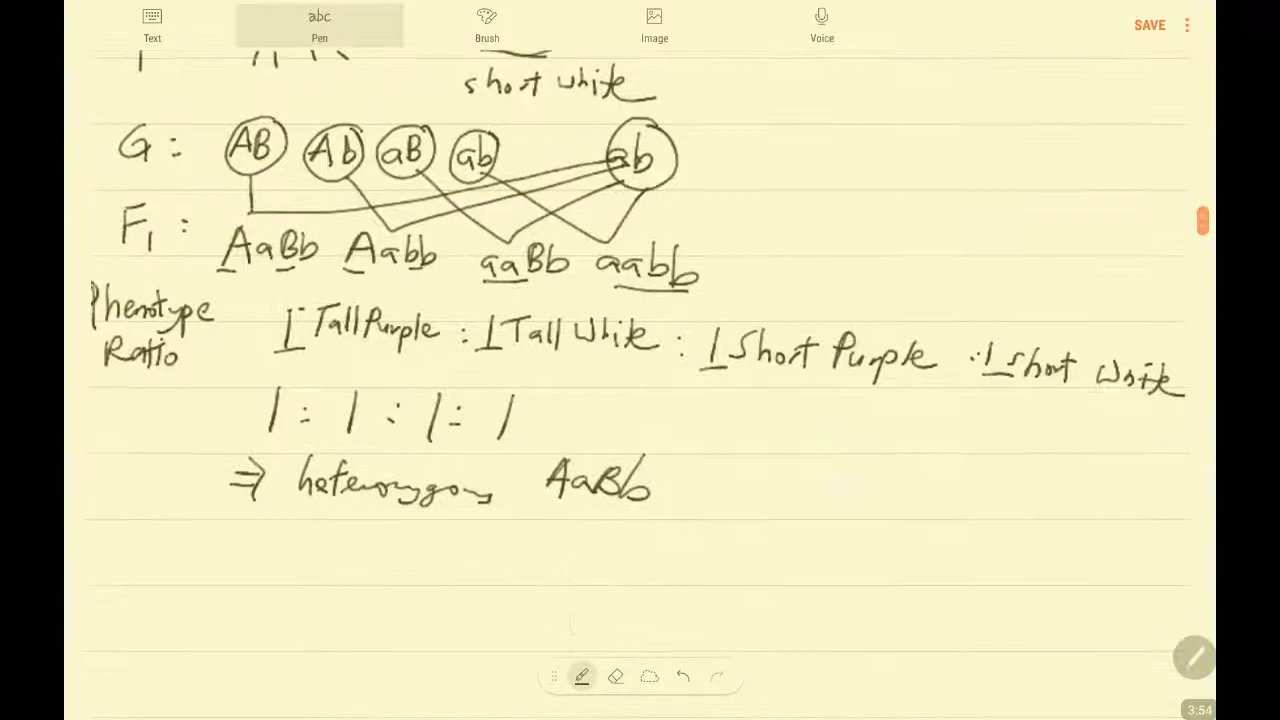 Text Pen Brush Image Voice SAVE
short white
G: AB Ab aB ab ab
F1: AaBb Aabb aaBb aabb
Phenotype
Ratio
1 Tall Purple : 1 Tall White : 1 Short Purple : 1 short white
1 : 1 : 1 : 1
⇒ heterozygous AaBb
3:54